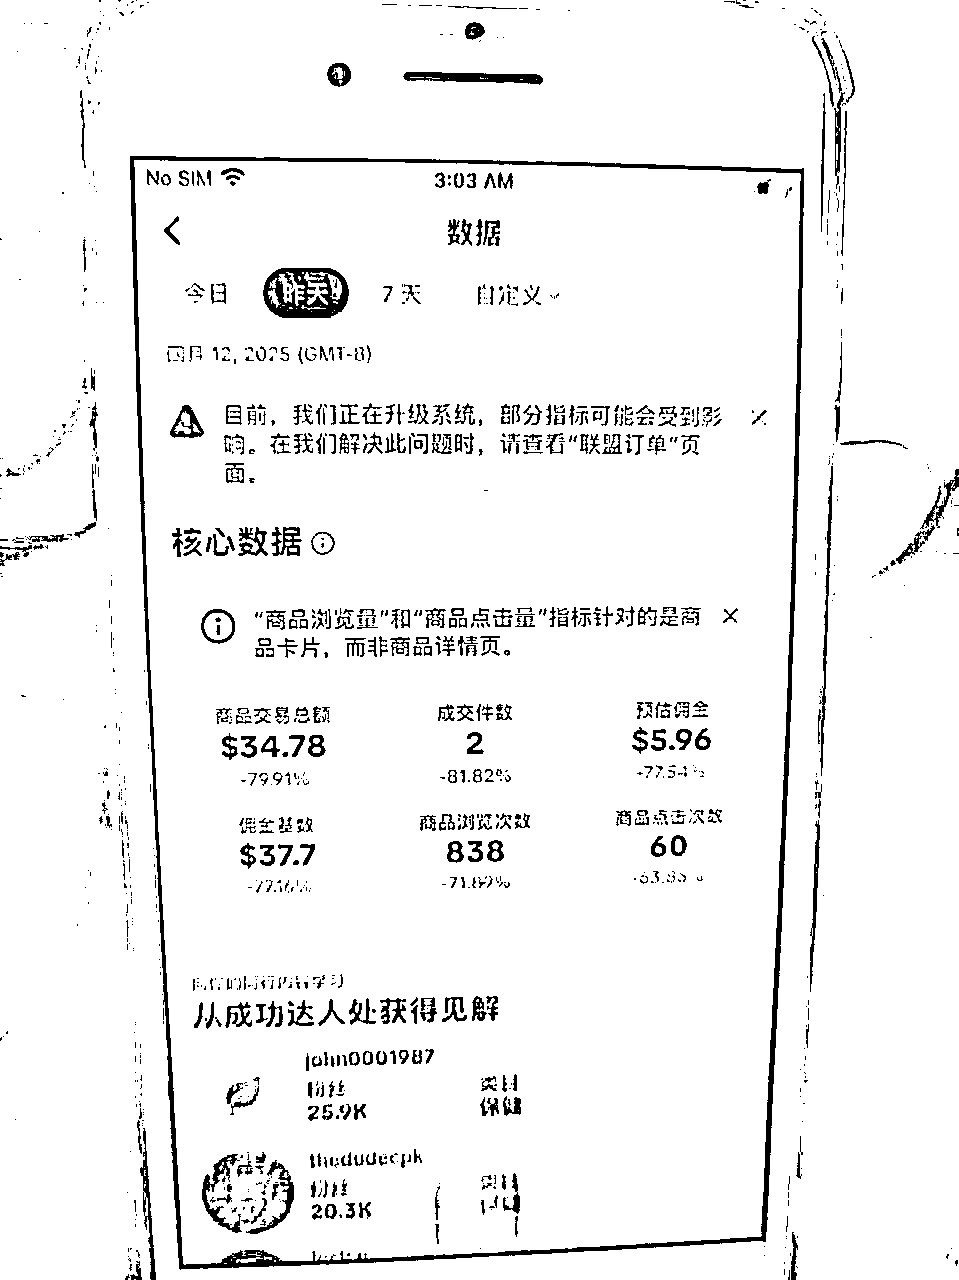 No SIM 3:03 AM
数据
今日 昨天 7 天 自定义
四月 12, 2025 (GMT-8)
目前，我们正在升级系统，部分指标可能会受到影
响。在我们解决此问题时，请查看“联盟订单”页
面。
核心数据
“商品浏览量”和“商品点击量”指标针对的是商
品卡片，而非商品详情页。
商品交易总额 成交件数 预估佣金
$34.78 2 $5.96
-79.91% -81.82% -77.54%
佣金基数 商品浏览次数 商品点击次数
$37.7 838 60
-71.89%
从成功达人处获得见解
john0001987
粉丝 类目
25.9K 保健
thedudecpk
粉丝 类目
20.3K